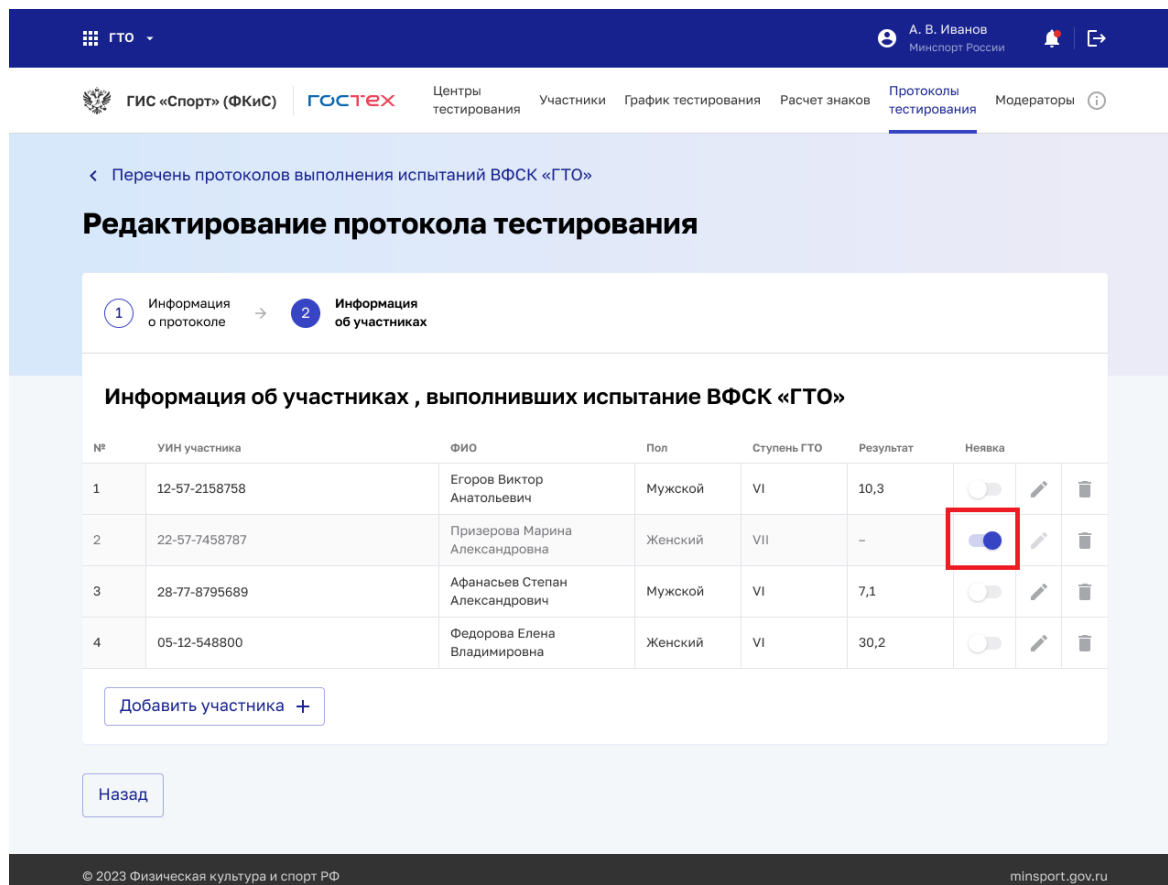 ГТО
А. В. Иванов
Минспорт России
ГИС «Спорт» (ФКиС)
ГОСТЕХ
Центры
тестирования
Участники
График тестирования
Расчет знаков
Протоколы
тестирования
Модераторы
Перечень протоколов выполнения испытаний ВФСК «ГТО»
Редактирование протокола тестирования
1
Информация
о протоколе
2
Информация
об участниках
Информация об участниках , выполнивших испытание ВФСК «ГТО»
№ УИН участника ФИО Пол Ступень ГТО Результат Неявка
1 12-57-2158758 Егоров Виктор
Анатольевич Мужской VI 10,3
2 22-57-7458787 Призерова Марина
Александровна Женский VII –
3 28-77-8795689 Афанасьев Степан
Александрович Мужской VI 7,1
4 05-12-548800 Федорова Елена
Владимировна Женский VI 30,2
Добавить участника +
Назад
© 2023 Физическая культура и спорт РФ
minsport.gov.ru